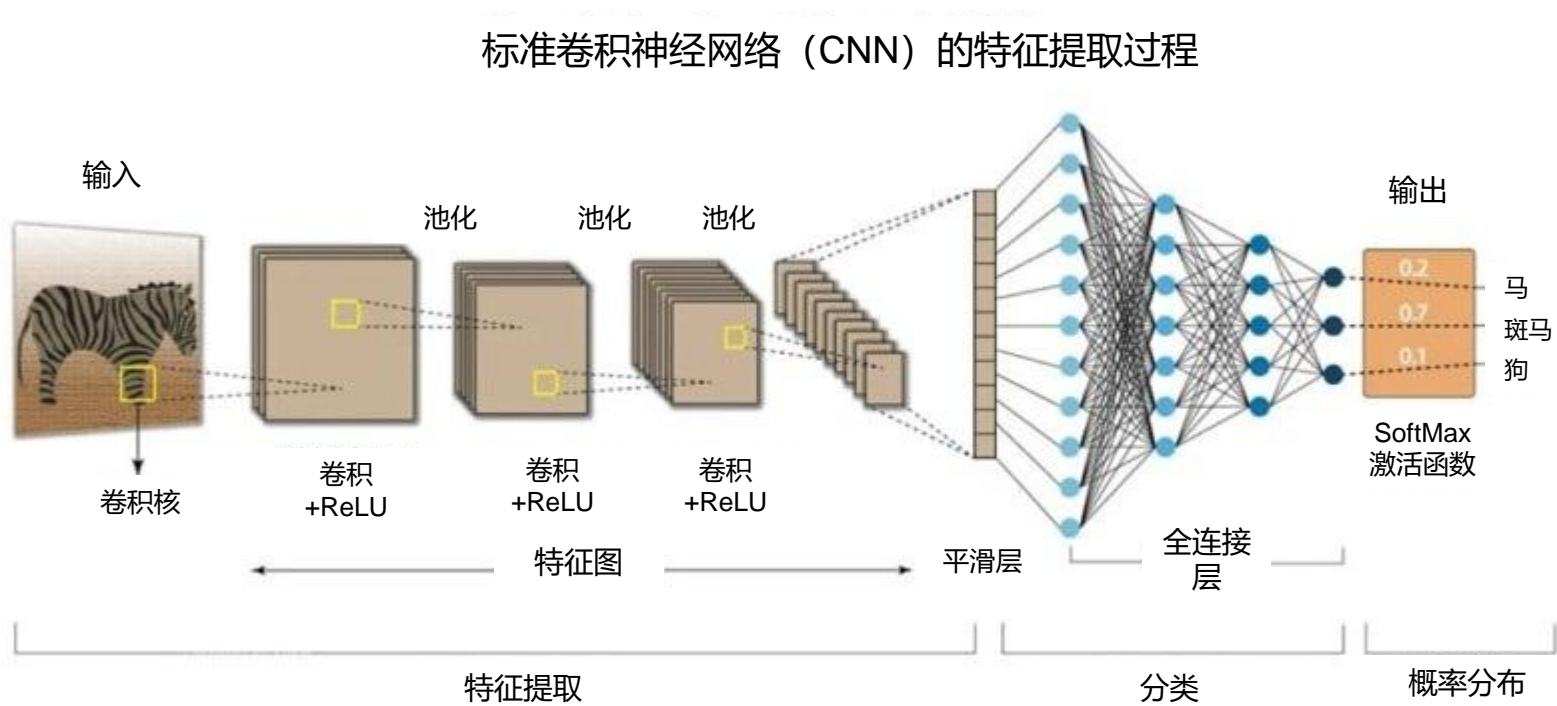 标准卷积神经网络（CNN）的特征提取过程
输入
池化
池化
池化
输出
0.2
马
0.7
斑马
0.1
狗
卷积核
卷积
+ReLU
卷积
+ReLU
卷积
+ReLU
SoftMax
激活函数
特征图
平滑层
全连接
层
特征提取
分类
概率分布